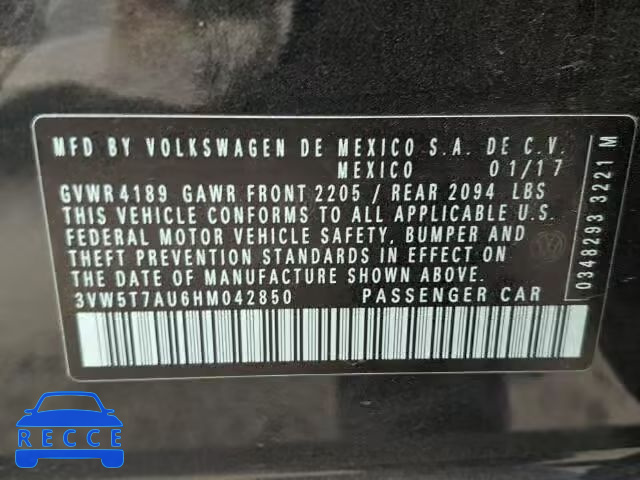 MFD BY VOLKSWAGEN DE MEXICO S.A. DE C.V.
MEXICO 01/17
GVWR 4189 GAWR FRONT 2205 / REAR 2094 LBS
THIS VEHICLE CONFORMS TO ALL APPLICABLE U.S.
FEDERAL MOTOR VEHICLE SAFETY, BUMPER AND
THEFT PREVENTION STANDARDS IN EFFECT ON
THE DATE OF MANUFACTURE SHOWN ABOVE.
3VW5T7AU6HM042850 PASSENGER CAR
0348293 3221 M
RECCE